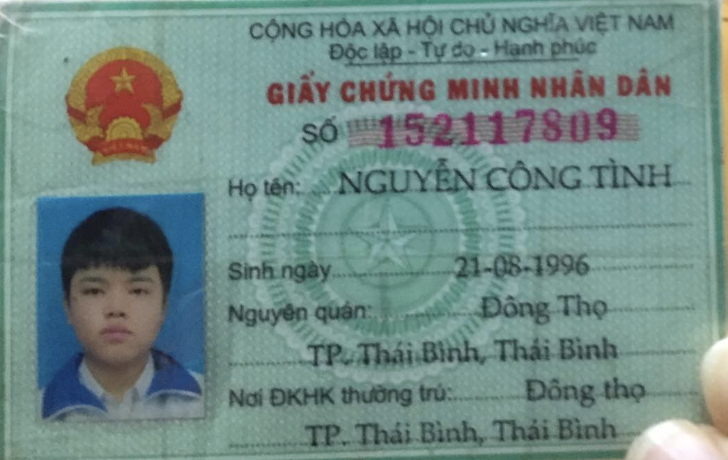 CỘNG HÒA XÃ HỘI CHỦ NGHĨA VIỆT NAM
Độc lập - Tự do - Hạnh phúc
GIẤY CHỨNG MINH NHÂN DÂN
SỐ 152117809
Họ tên: NGUYỄN CÔNG TÌNH
Sinh ngày 21-08-1996
Nguyên quán: Đông Thọ
TP. Thái Bình, Thái Bình
Nơi ĐKHK thường trú: Đông thọ
TP. Thái Bình, Thái Bình
VIỆT NAM